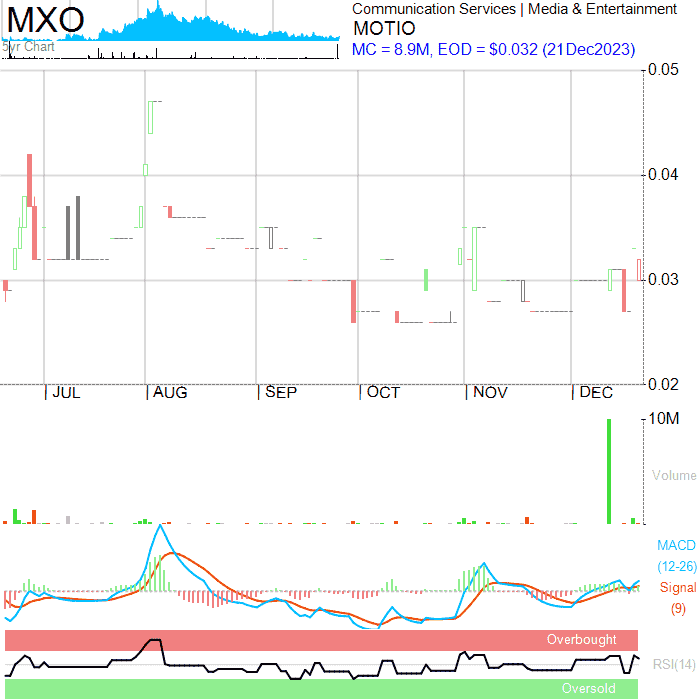 MXO
5yr Chart
Communication Services | Media & Entertainment
MOTIO
MC = 8.9M, EOD = $0.032 (21Dec2023)
0.05
0.04
0.03
0.02
JUL AUG SEP OCT NOV DEC
10M
Volume
MACD
(12-26)
Signal
(9)
Overbought
RSI(14)
Oversold